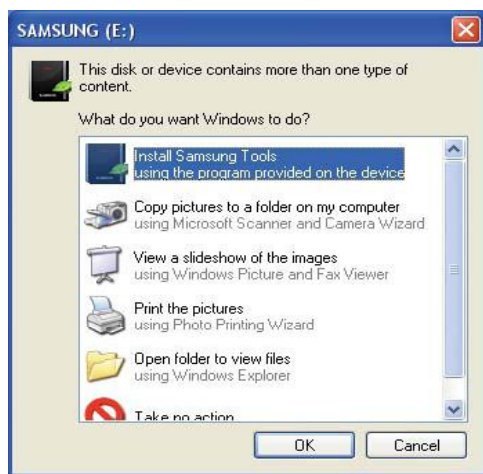 SAMSUNG (E:)
This disk or device contains more than one type of
content.
What do you want Windows to do?
Install Samsung Tools
using the program provided on the device
Copy pictures to a folder on my computer
using Microsoft Scanner and Camera Wizard
View a slideshow of the images
using Windows Picture and Fax Viewer
Print the pictures
using Photo Printing Wizard
Open folder to view files
using Windows Explorer
Take no action
OK
Cancel